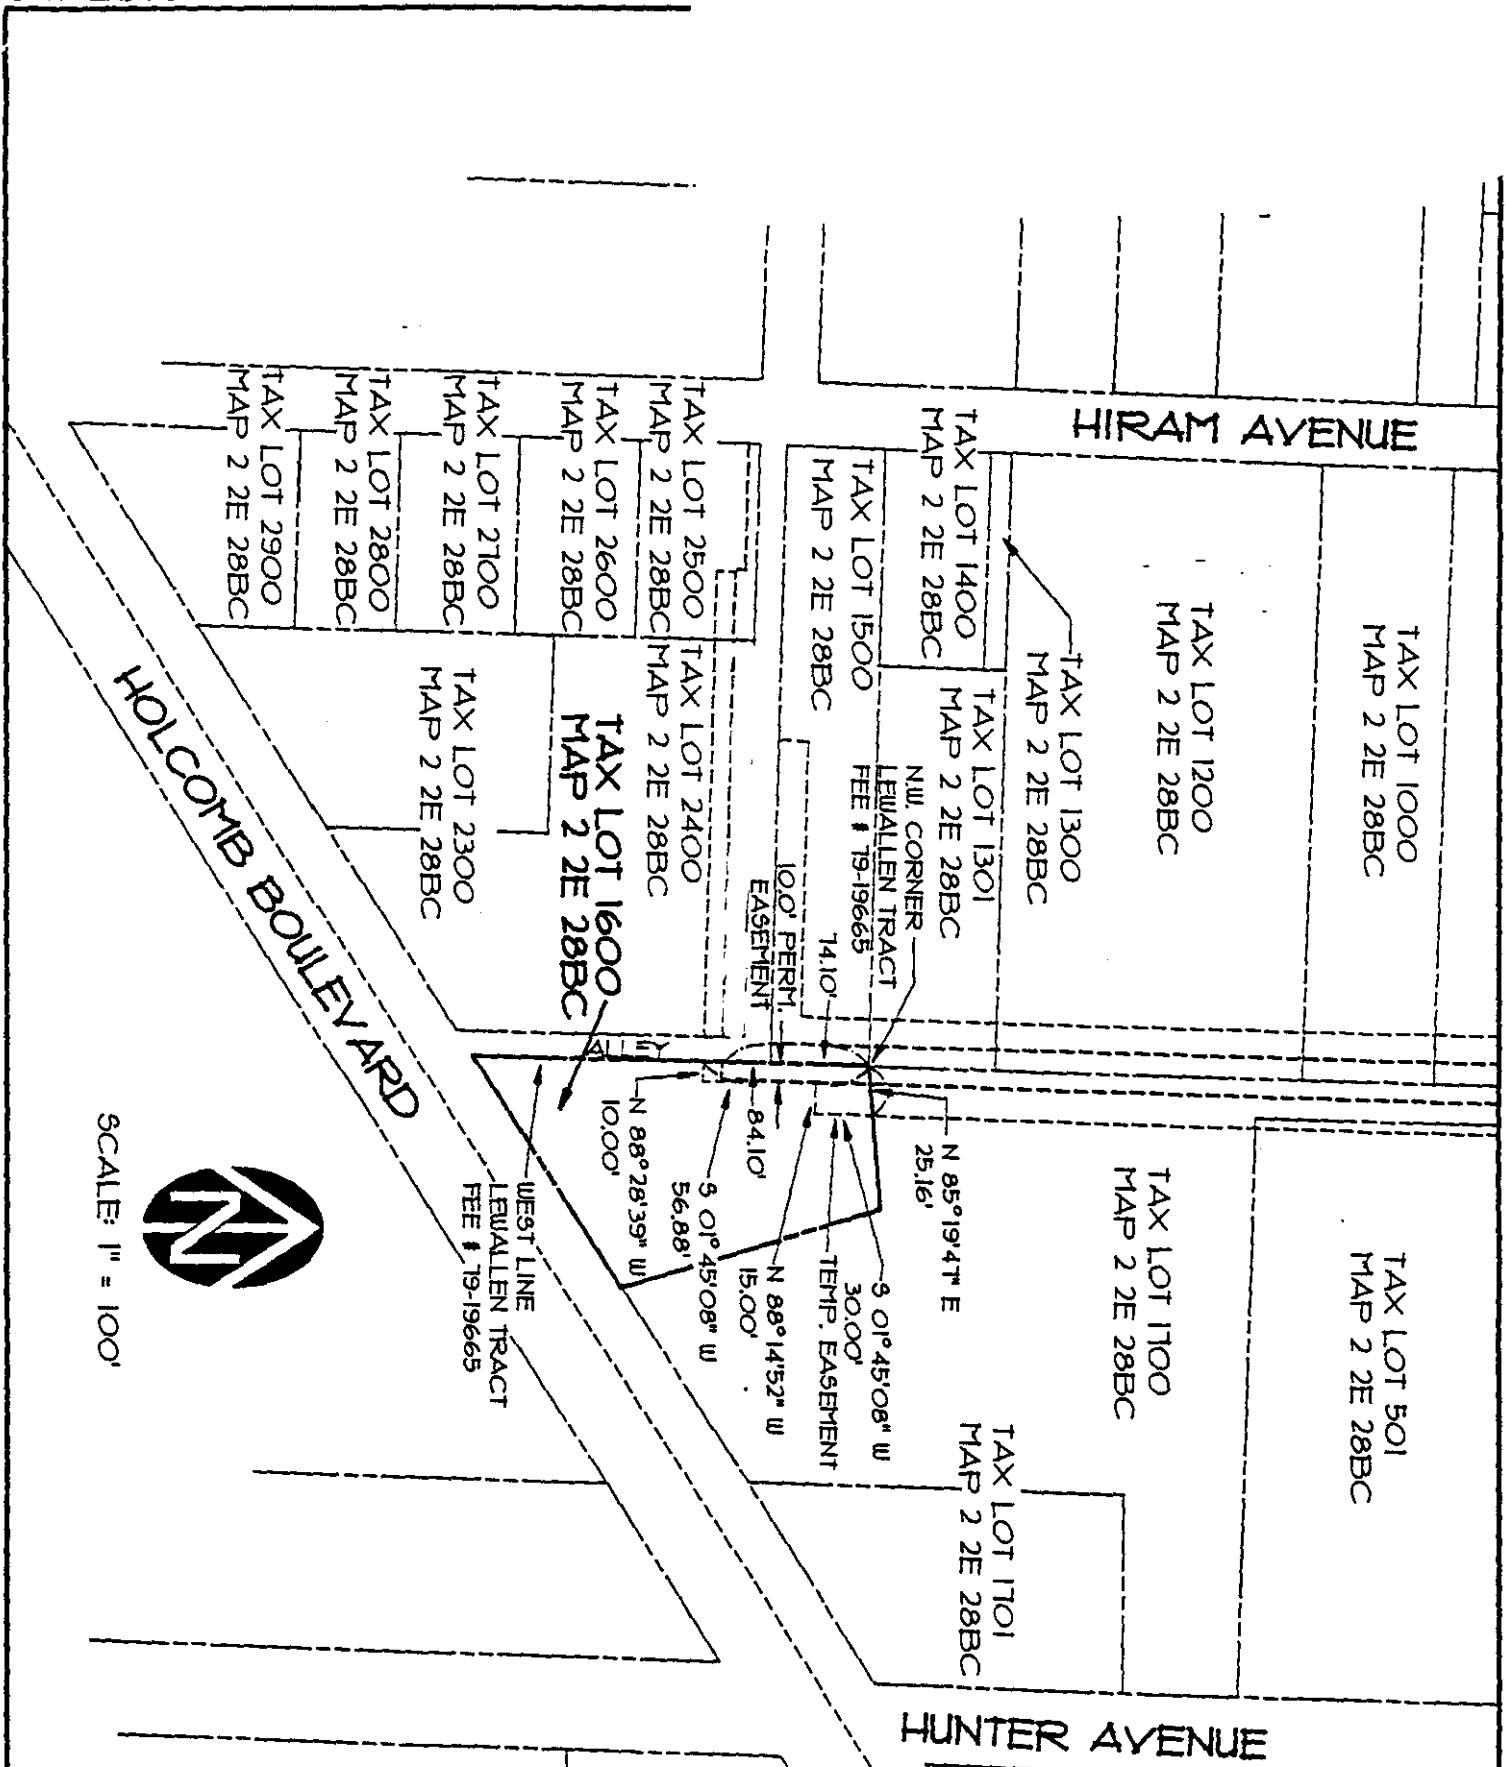 HIRAM AVENUE
TAX LOT 1000
MAP 2 2E 28BC
TAX LOT 1200
MAP 2 2E 28BC
TAX LOT 1300
MAP 2 2E 28BC
TAX LOT 1301
MAP 2 2E 28BC
TAX LOT 1400
MAP 2 2E 28BC
TAX LOT 1500
MAP 2 2E 28BC
TAX LOT 2500
MAP 2 2E 28BC
TAX LOT 2600
MAP 2 2E 28BC
TAX LOT 2700
MAP 2 2E 28BC
TAX LOT 2800
MAP 2 2E 28BC
TAX LOT 2900
MAP 2 2E 28BC
TAX LOT 2400
MAP 2 2E 28BC
TAX LOT 2300
MAP 2 2E 28BC
TAX LOT 1600
MAP 2 2E 28BC
N.W. CORNER
LEWALLEN TRACT
FEE # 79-19665
74.10'
10.0' PERM.
EASEMENT
ALLEY
84.10'
N 85°19'47" E
25.16'
S 01°45'08" W
30.00'
TEMP. EASEMENT
N 88°14'52" W
15.00'
S 01°45'08" W
56.88'
N 88°28'39" W
10.00'
WEST LINE
LEWALLEN TRACT
FEE # 79-19665
HOLCOMB BOULEVARD
TAX LOT 501
MAP 2 2E 28BC
TAX LOT 1700
MAP 2 2E 28BC
TAX LOT 1701
MAP 2 2E 28BC
HUNTER AVENUE
N
SCALE: 1" = 100'